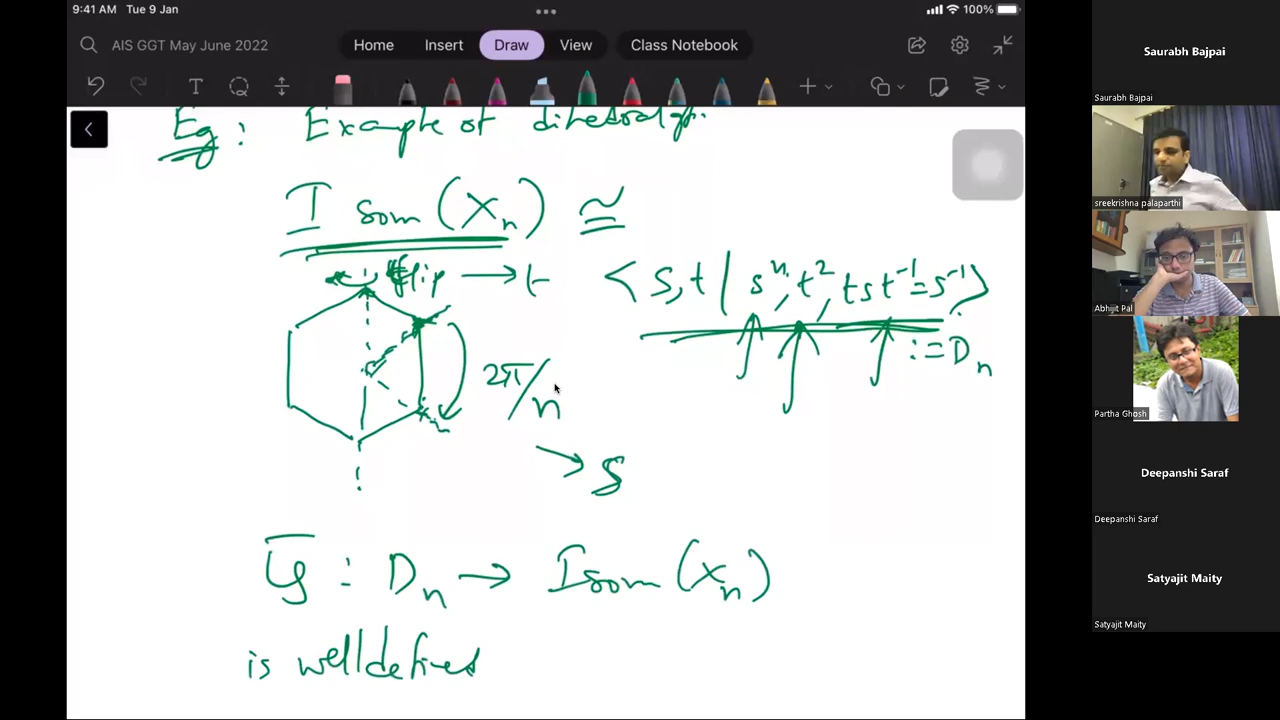 9:41 AM Tue 9 Jan
100%
AIS GGT May June 2022
Home Insert Draw View Class Notebook
Eg : Example of dihedral gp.
Isom (Xn) ≅
flip → t
< s, t | s^n, t^2, tst^-1 = s^-1 >
:= Dn
2π/n
→ s
: Dn → Isom (Xn)
is well defined
Saurabh Bajpai
Saurabh Bajpai
sreekrishna palaparthi
Abhijit Pal
Partha Ghosh
Deepanshi Saraf
Deepanshi Saraf
Satyajit Maity
Satyajit Maity